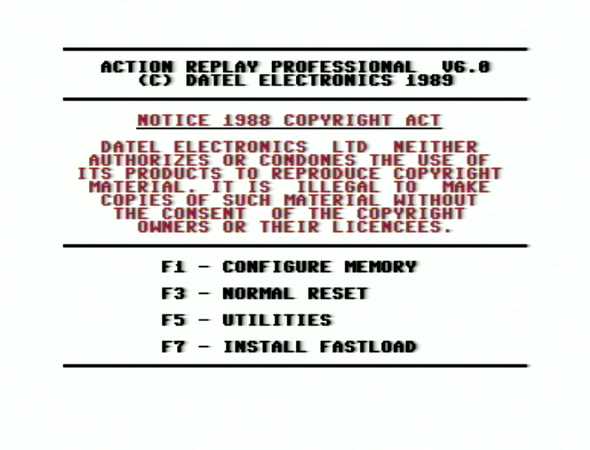 ACTION REPLAY PROFESSIONAL V6.0
(C) DATEL ELECTRONICS 1989
NOTICE 1988 COPYRIGHT ACT
DATEL ELECTRONICS LTD NEITHER
AUTHORIZES OR CONDONES THE USE OF
ITS PRODUCTS TO REPRODUCE COPYRIGHT
MATERIAL. IT IS ILLEGAL TO MAKE
COPIES OF SUCH MATERIAL WITHOUT
THE CONSENT OF THE COPYRIGHT
OWNERS OR THEIR LICENCEES.
F1 - CONFIGURE MEMORY
F3 - NORMAL RESET
F5 - UTILITIES
F7 - INSTALL FASTLOAD